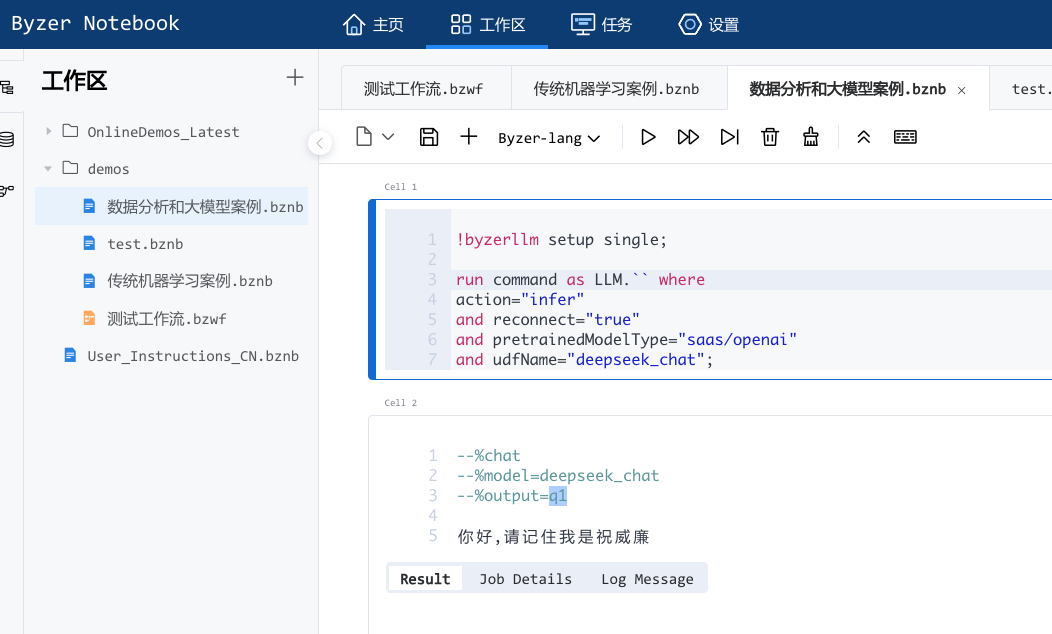 Byzer Notebook
主页
工作区
任务
设置
工作区
OnlineDemos_Latest
demos
数据分析和大模型案例.bznb
test.bznb
传统机器学习案例.bznb
测试工作流.bzwf
User_Instructions_CN.bznb
测试工作流.bzwf
传统机器学习案例.bznb
数据分析和大模型案例.bznb ×
test.
Byzer-lang
Cell 1
1 !byzerllm setup single;
2
3 run command as LLM.`` where
4 action="infer"
5 and reconnect="true"
6 and pretrainedModelType="saas/openai"
7 and udfName="deepseek_chat";
Cell 2
1 --%chat
2 --%model=deepseek_chat
3 --%output=q1
4
5 你好,请记住我是祝威廉
Result
Job Details
Log Message